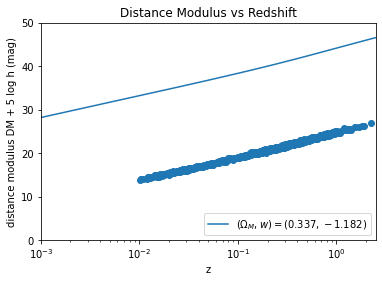 Distance Modulus vs Redshift
distance modulus DM + 5 log h (mag)
50
40
30
20
10
0
10⁻³
10⁻²
10⁻¹
10⁰
z
(Ω_M, w) = (0.337, −1.182)